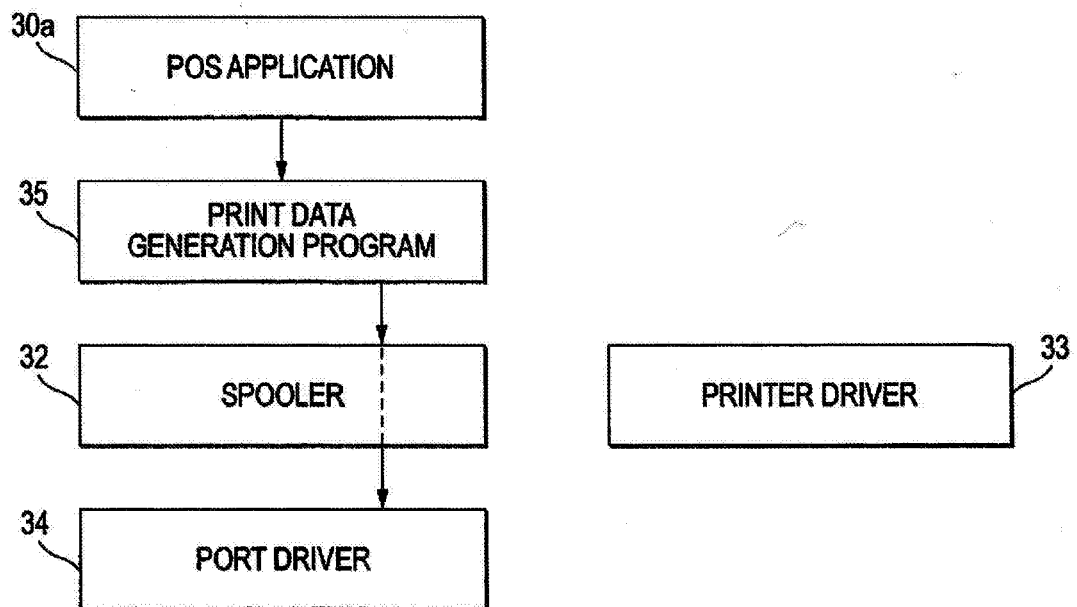 30a
POS APPLICATION
35
PRINT DATA
GENERATION PROGRAM
32
SPOOLER
PRINTER DRIVER
33
34
PORT DRIVER